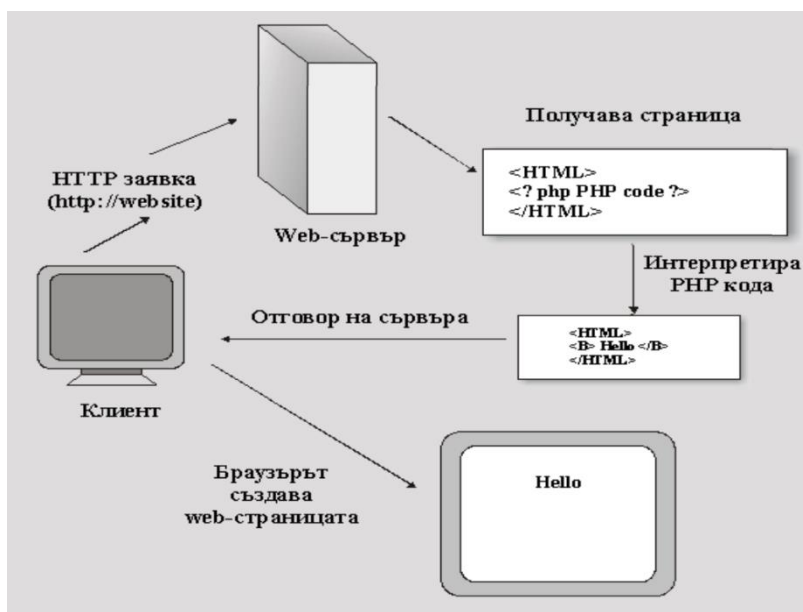 HTTP заявка
(http://website)
Web-сървър
Получава страница
<HTML>
<? php PHP code ?>
</HTML>
Интерпретира
PHP кода
<HTML>
<B> Hello </B>
</HTML>
Отговор на сървъра
Клиент
Браузърът
създава
web-страницата
Hello